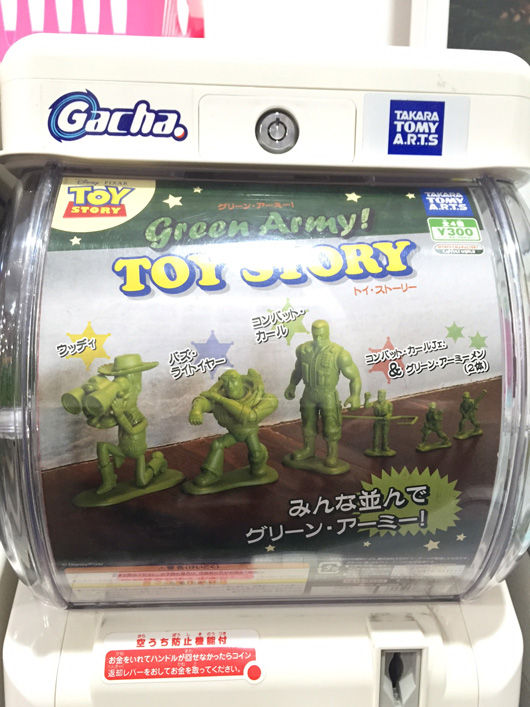 Gacha.
TAKARA
TOMY
A.R.T.S
Disney · PIXAR
TOY
STORY
グリーン・アーミー!
Green Army!
TOY STORY
トイ・ストーリー
TAKARA
TOMY
A.R.T.S
全4種
¥300
ウッディ
バズ・
ライトイヤー
コンバット・
カール
コンバット・カールJr.
& グリーン・アーミーメン
(2体)
みんな並んで
グリーン・アーミー!
空うち防止機能付
お金をいれてハンドルが回せなかったらコイン
返却レバーをおしてお金を取ってください。